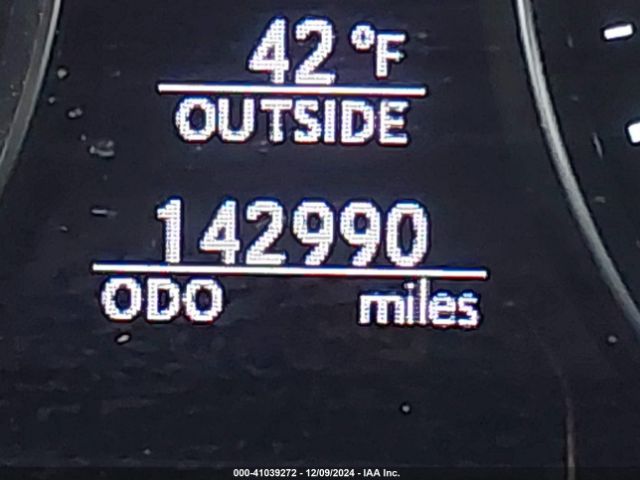 42 °F
OUTSIDE
142990
ODO miles
000-41039272 - 12/09/2024 - IAA Inc.